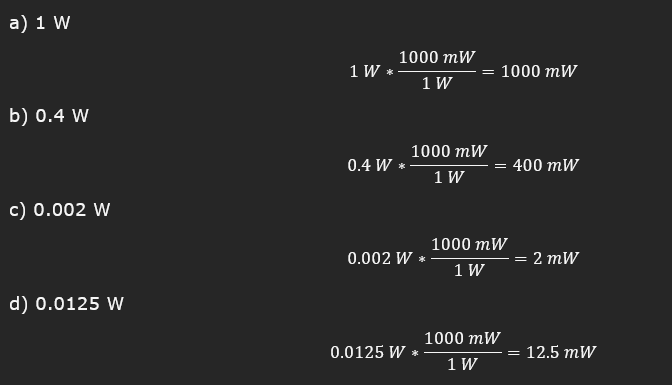 a) 1 W
1 W * 1000 mW / 1 W = 1000 mW
b) 0.4 W
0.4 W * 1000 mW / 1 W = 400 mW
c) 0.002 W
0.002 W * 1000 mW / 1 W = 2 mW
d) 0.0125 W
0.0125 W * 1000 mW / 1 W = 12.5 mW